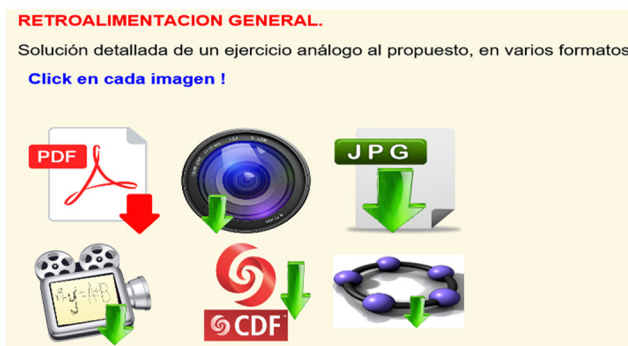 RETROALIMENTACION GENERAL.
Solución detallada de un ejercicio análogo al propuesto, en varios formatos
Click en cada imagen !
PDF
JPG
CDF